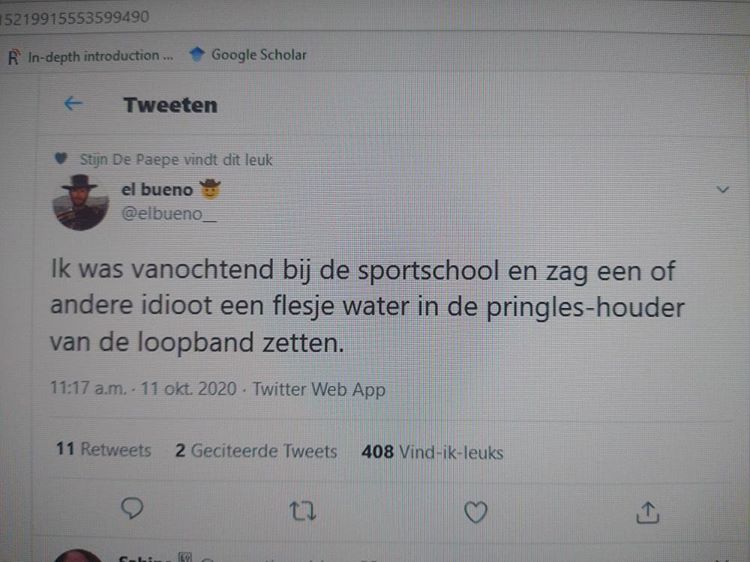 15219915553599490
In-depth introduction ... Google Scholar
Tweeten
Stijn De Paepe vindt dit leuk
el bueno 🤠
@elbueno__
Ik was vanochtend bij de sportschool en zag een of
andere idioot een flesje water in de pringles-houder
van de loopband zetten.
11:17 a.m. · 11 okt. 2020 · Twitter Web App
11 Retweets 2 Geciteerde Tweets 408 Vind-ik-leuks